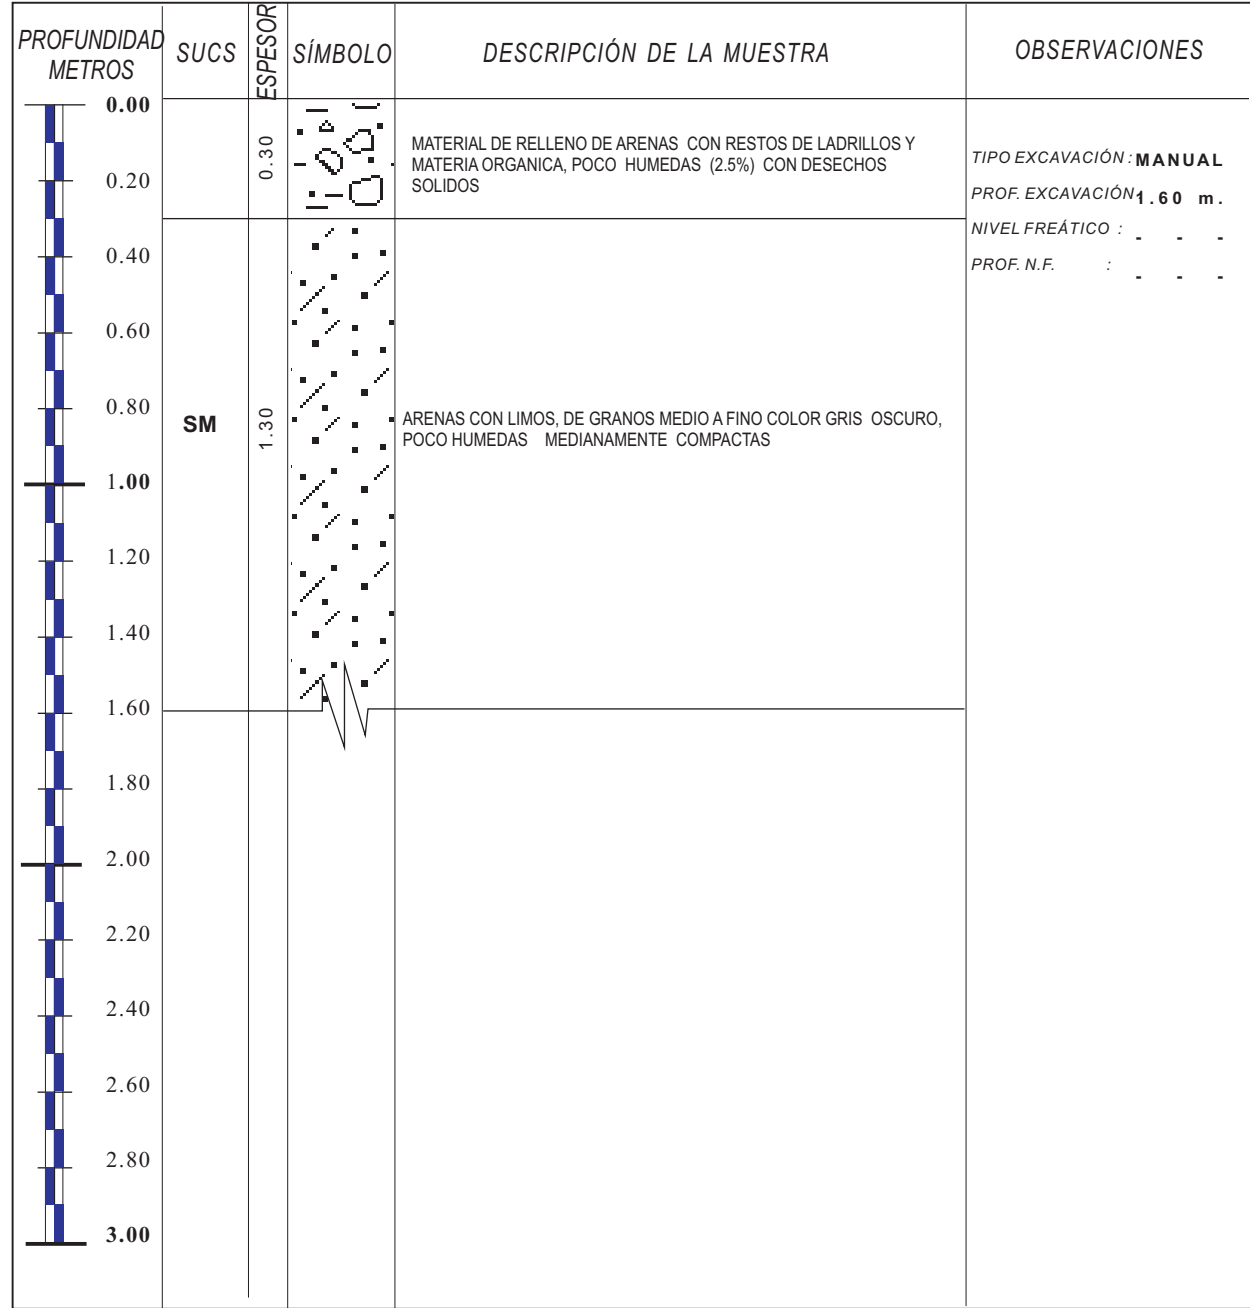 PROFUNDIDAD
METROS
SUCS
ESPESOR
SÍMBOLO
DESCRIPCIÓN DE LA MUESTRA
OBSERVACIONES
0.00
0.20
0.40
0.60
0.80
1.00
1.20
1.40
1.60
1.80
2.00
2.20
2.40
2.60
2.80
3.00
0.30
MATERIAL DE RELLENO DE ARENAS CON RESTOS DE LADRILLOS Y
MATERIA ORGANICA, POCO HUMEDAS (2.5%) CON DESECHOS
SOLIDOS
SM
1.30
ARENAS CON LIMOS, DE GRANOS MEDIO A FINO COLOR GRIS OSCURO,
POCO HUMEDAS MEDIANAMENTE COMPACTAS
TIPO EXCAVACIÓN : MANUAL
PROF. EXCAVACIÓN 1.60 m.
NIVEL FREÁTICO : - - -
PROF. N.F. : - - -